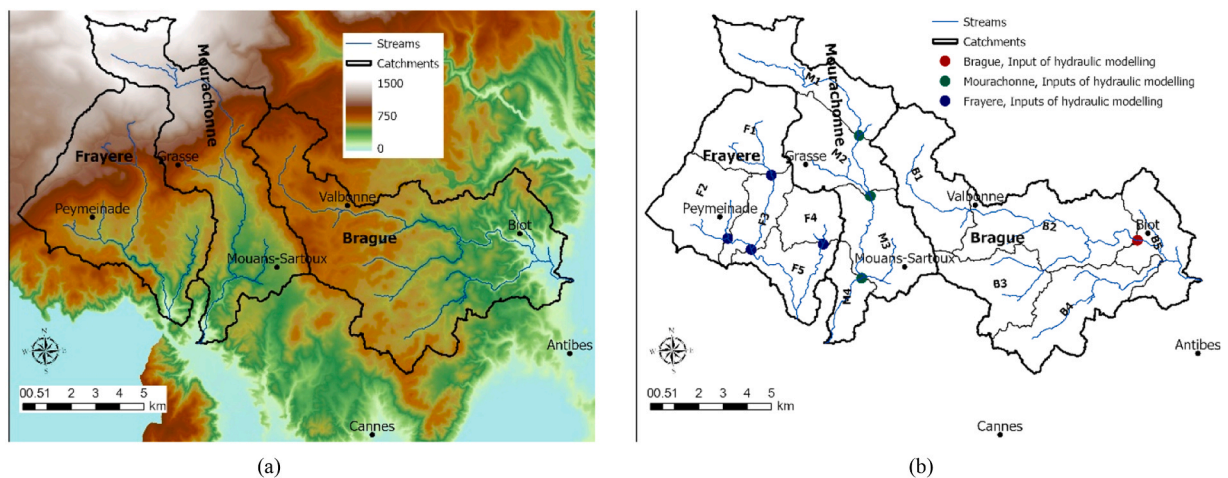 Streams
Catchments
1500
750
0
Mourachonne
Frayere
Grasse
Peymeinade
Valbonne
Brague
Biot
Mouans-Sartoux
Antibes
Cannes
N
W E
S
00.51 2 3 4 5
km
(a)
Streams
Catchments
Brague, Input of hydraulic modelling
Mourachonne, Inputs of hydraulic modelling
Frayere, Inputs of hydraulic modelling
Mourachonne
M1
F1
Frayere
Grasse
M2
B1
F2
Peymeinade
F3
F4
Valbonne
B2
Brague
Biot
B5
M3
Mouans-Sartoux
F5
M4
B3
B4
Antibes
Cannes
N
W E
S
00.51 2 3 4 5
km
(b)